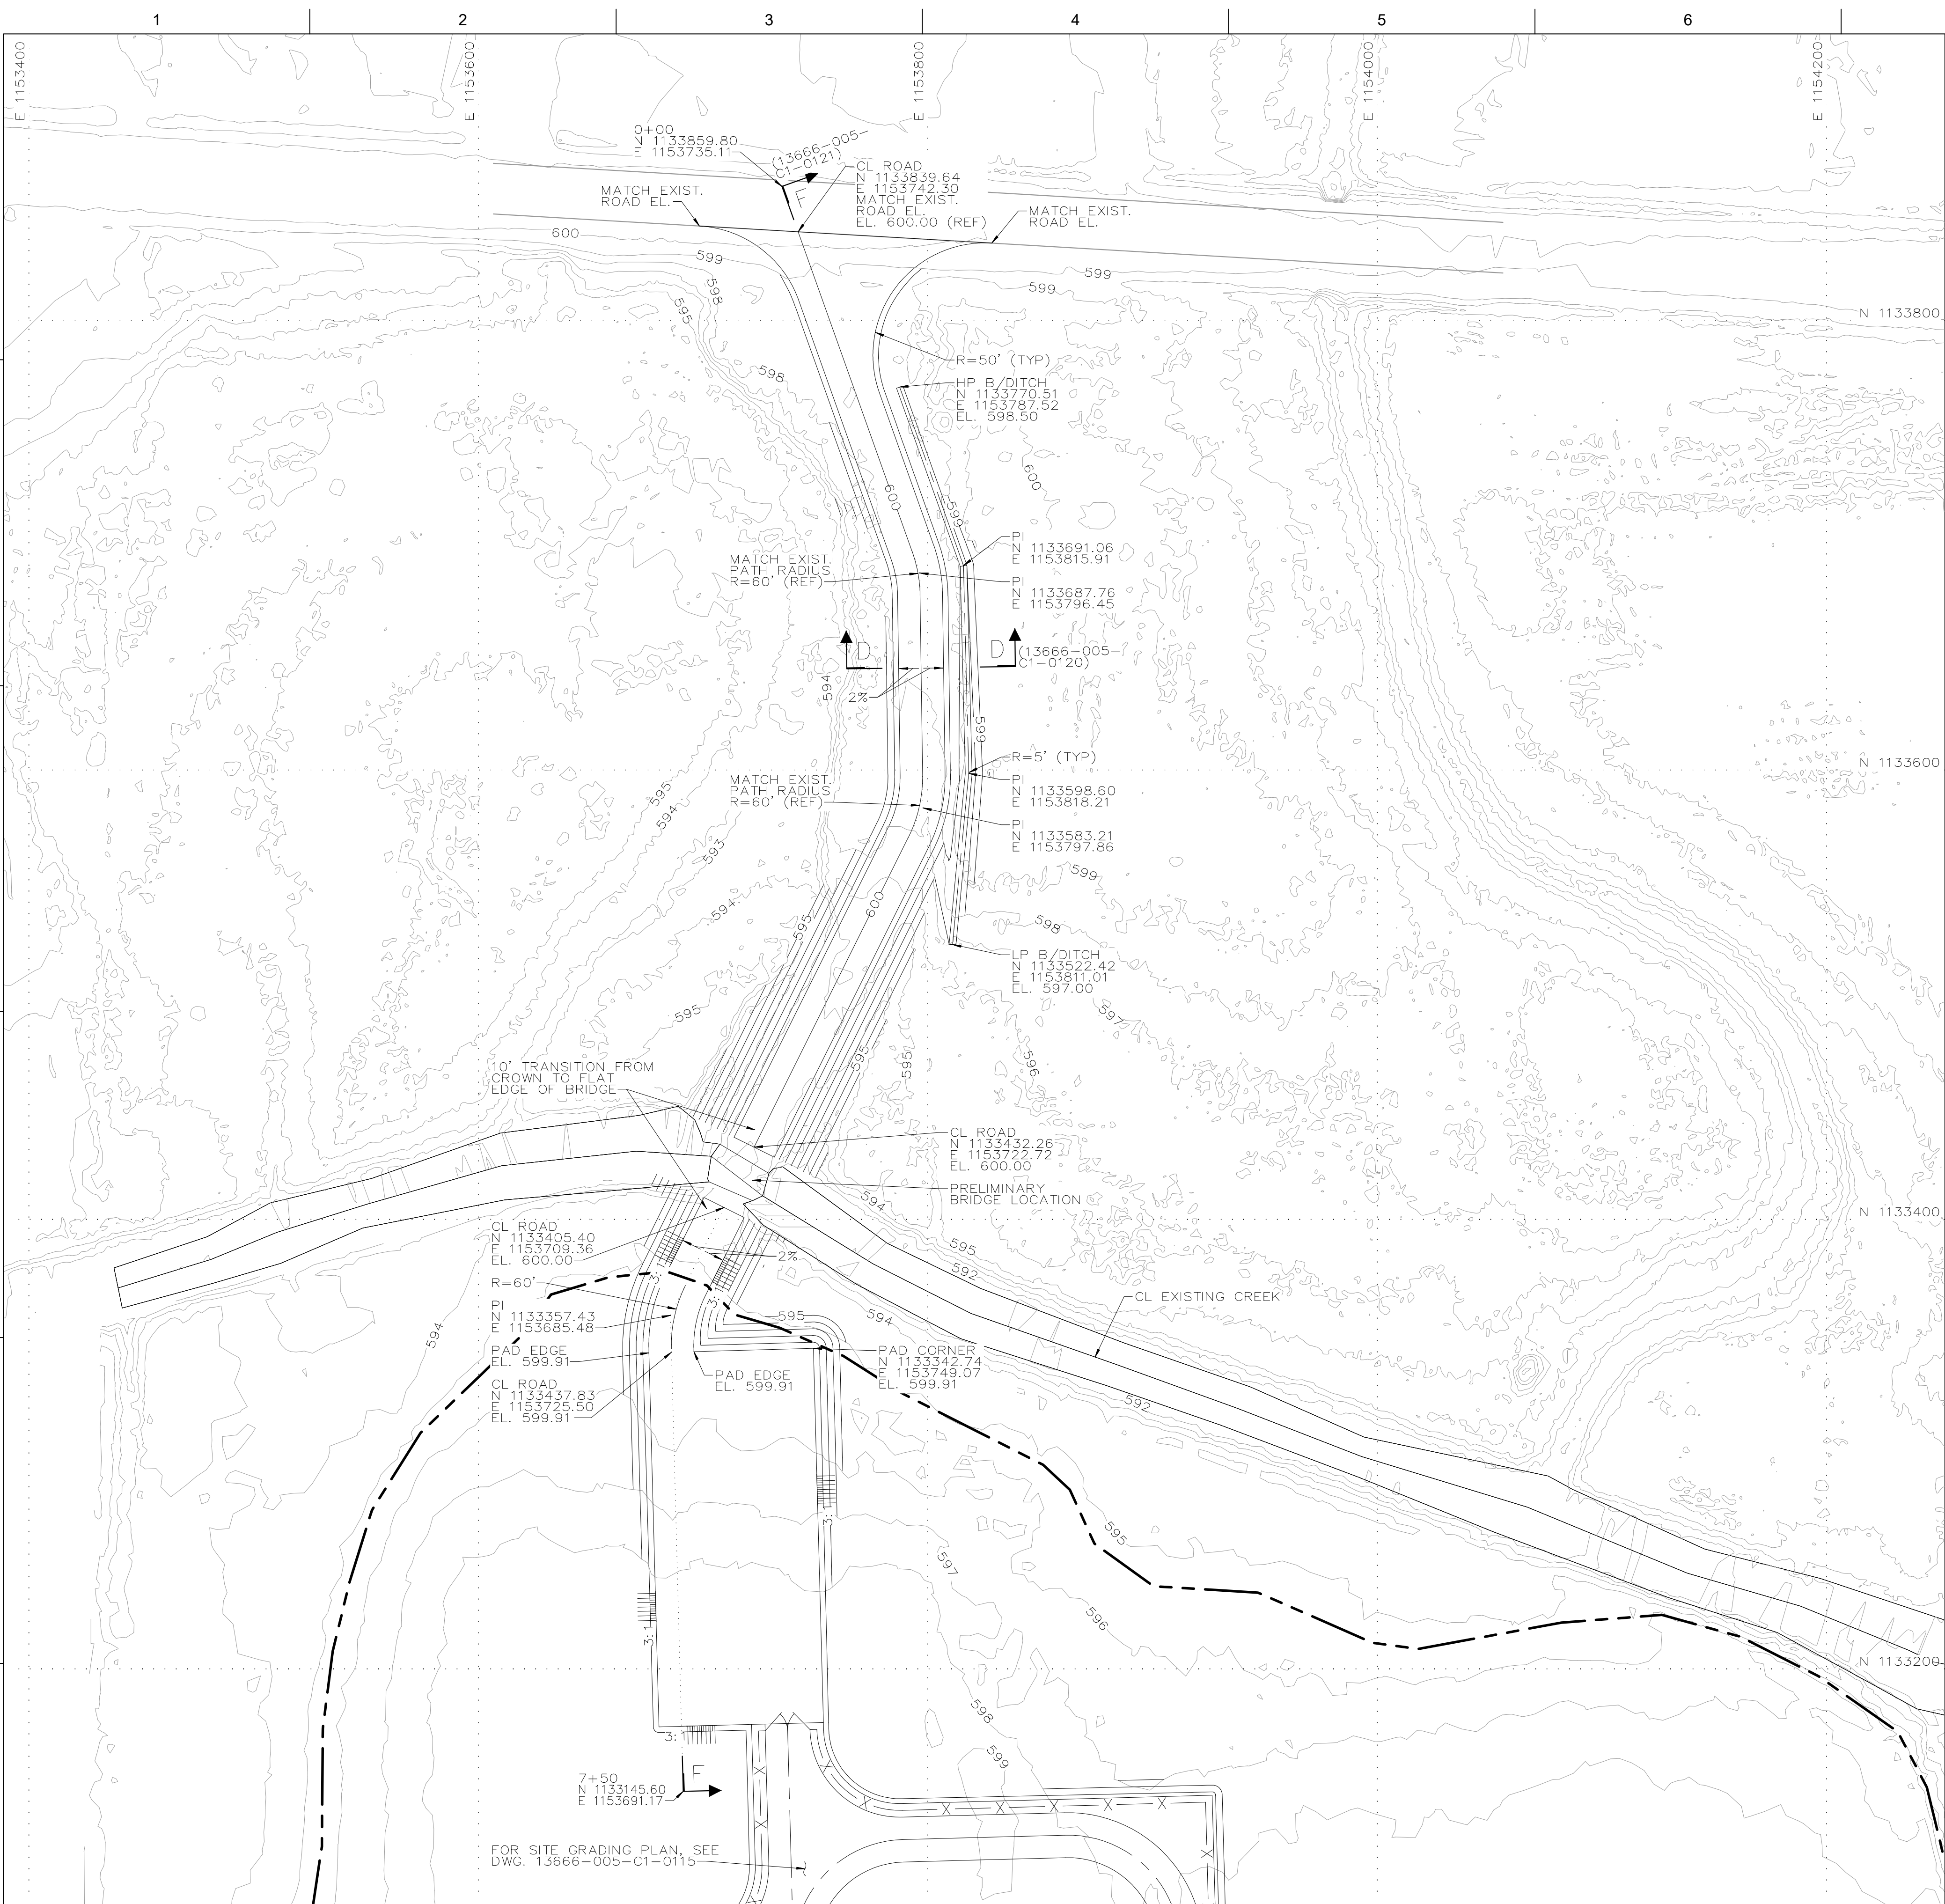 1
2
3
4
5
6
E 1153400
E 1153600
E 1153800
E 1154000
E 1154200
0+00
N 1133859.80
E 1153735.11
(13666-005-
C1-0121)
F
CL ROAD
N 1133839.64
E 1153742.30
MATCH EXIST.
ROAD EL.
EL. 600.00 (REF)
MATCH EXIST.
ROAD EL.
MATCH EXIST.
ROAD EL.
600
599
598
595
599
599
N 1133800
598
R=50' (TYP)
HP B/DITCH
N 1133770.51
E 1153787.52
EL. 598.50
600
600
599
PI
N 1133691.06
E 1153815.91
MATCH EXIST.
PATH RADIUS
R=60' (REF)
PI
N 1133687.76
E 1153796.45
D
D
(13666-005-
C1-0120)
594
2%
599
R=5' (TYP)
N 1133600
MATCH EXIST.
PATH RADIUS
R=60' (REF)
PI
N 1133598.60
E 1153818.21
PI
N 1133583.21
E 1153797.86
595
594
593
594
599
600
595
598
LP B/DITCH
N 1133522.42
E 1153811.01
EL. 597.00
595
597
596
595
595
10' TRANSITION FROM
CROWN TO FLAT
EDGE OF BRIDGE
CL ROAD
N 1133432.26
E 1153722.72
EL. 600.00
PRELIMINARY
BRIDGE LOCATION
594
N 1133400
CL ROAD
N 1133405.40
E 1153709.36
EL. 600.00
2%
595
592
R=60'
3:1
3:1
CL EXISTING CREEK
PI
N 1133357.43
E 1153685.48
595
594
594
PAD EDGE
EL. 599.91
PAD CORNER
N 1133342.74
E 1153749.07
EL. 599.91
PAD EDGE
EL. 599.91
CL ROAD
N 1133437.83
E 1153725.50
EL. 599.91
592
3:1
595
597
596
3:1
N 1133200
598
3:1
599
7+50
N 1133145.60
E 1153691.17
F
X
X
X
X
X
X
X
X
X
X
X
FOR SITE GRADING PLAN, SEE
DWG. 13666-005-C1-0115